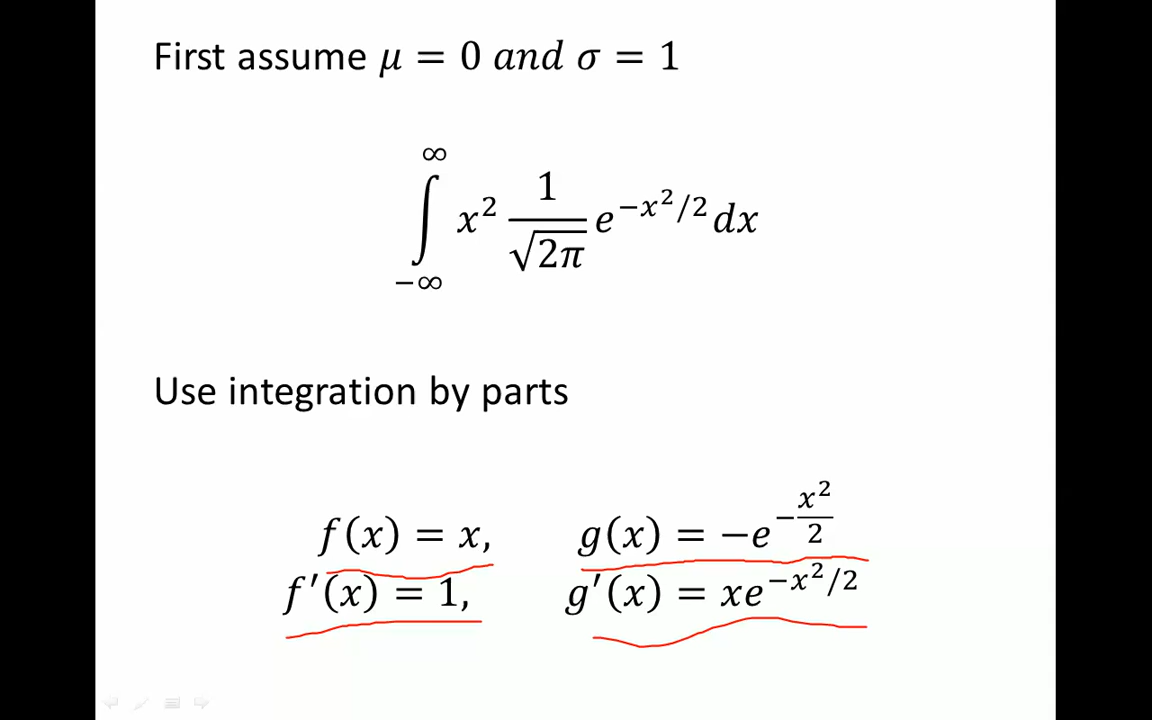 First assume μ = 0 and σ = 1
∞
∫ x² 1/√2π e^{−x²/2} dx
−∞
Use integration by parts
f(x) = x, g(x) = −e^{−x²/2}
f′(x) = 1, g′(x) = xe^{−x²/2}